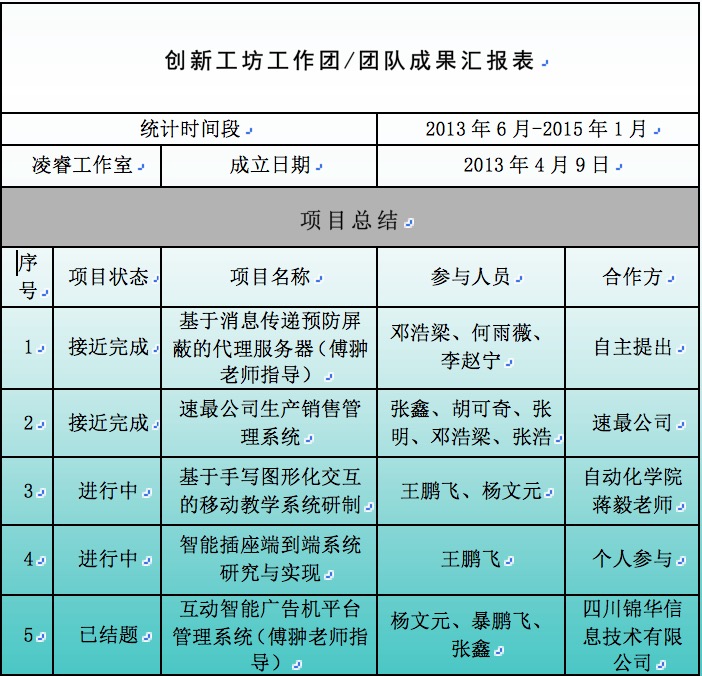 创新工坊工作团/团队成果汇报表
统计时间段 2013年6月-2015年1月
凌睿工作室 成立日期 2013年4月9日
项目总结
序
号
项目状态 项目名称 参与人员 合作方
1 接近完成
基于消息传递预防屏
蔽的代理服务器(傅翀
老师指导)
邓浩梁、何雨薇、
李赵宁
自主提出
2 接近完成
速最公司生产销售管
理系统
张鑫、胡可奇、张
明、邓浩梁、张浩
速最公司
3 进行中
基于手写图形化交互
的移动教学系统研制
王鹏飞、杨文元
自动化学院
蒋毅老师
4 进行中
智能插座端到端系统
研究与实现
王鹏飞
个人参与
5 已结题
互动智能广告机平台
管理系统(傅翀老师指
导)
杨文元、暴鹏飞、
张鑫
四川锦华信
息技术有限
公司